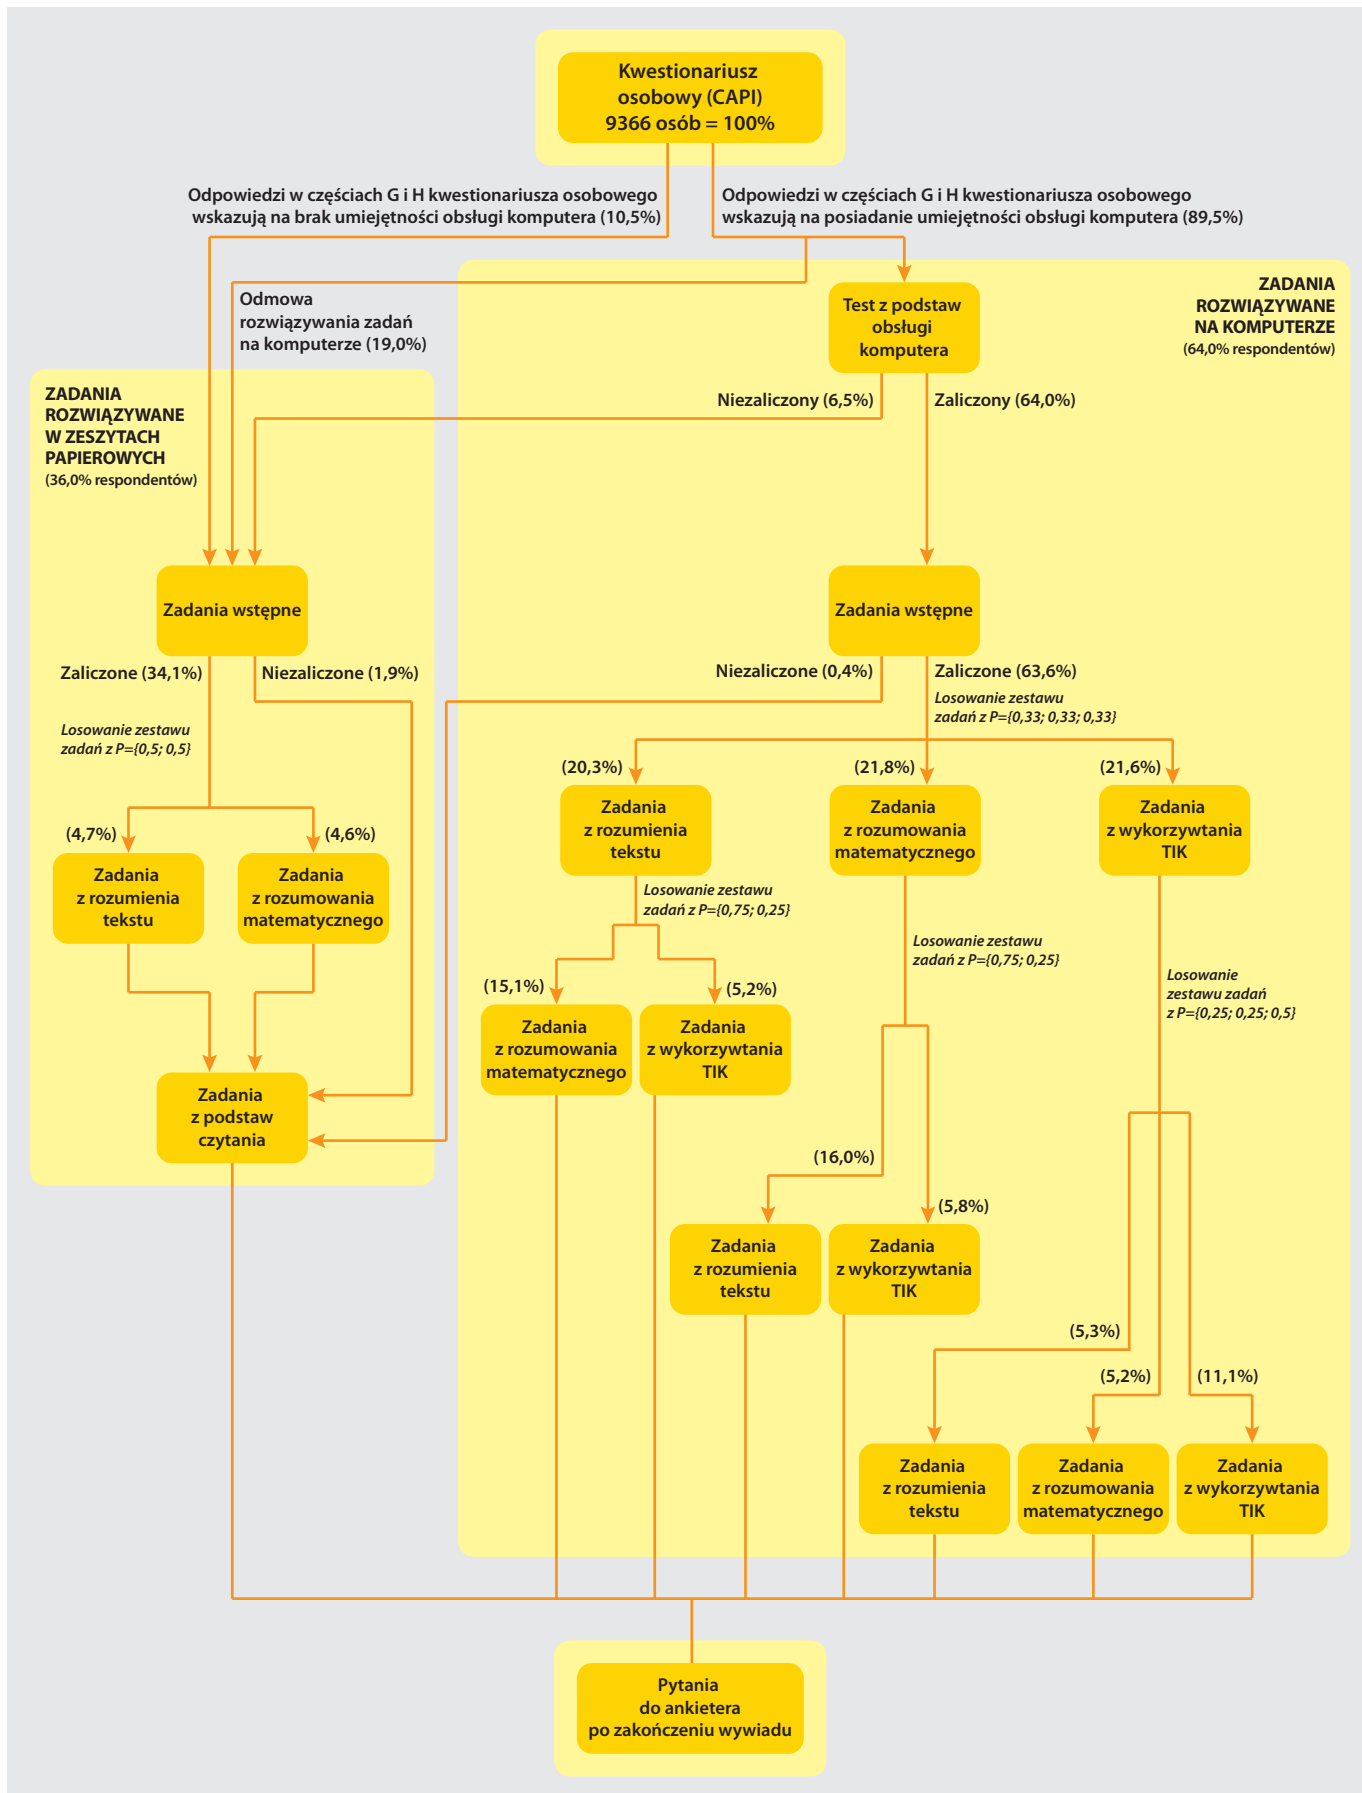 Kwestionariusz
osobowy (CAPI)
9366 osób = 100%
Odpowiedzi w częściach G i H kwestionariusza osobowego
wskazują na brak umiejętności obsługi komputera (10,5%)
Odpowiedzi w częściach G i H kwestionariusza osobowego
wskazują na posiadanie umiejętności obsługi komputera (89,5%)
Odmowa
rozwiązywania zadań
na komputerze (19,0%)
Test z podstaw
obsługi
komputera
ZADANIA
ROZWIĄZYWANE
NA KOMPUTERZE
(64,0% respondentów)
ZADANIA
ROZWIĄZYWANE
W ZESZYTACH
PAPIEROWYCH
(36,0% respondentów)
Niezaliczony (6,5%)
Zaliczony (64,0%)
Zadania wstępne
Zadania wstępne
Zaliczone (34,1%)
Niezaliczone (1,9%)
Niezaliczone (0,4%)
Zaliczone (63,6%)
Losowanie zestawu
zadań z P={0,5; 0,5}
Losowanie zestawu
zadań z P={0,33; 0,33; 0,33}
(20,3%)
(21,8%)
(21,6%)
Zadania
z rozumienia
tekstu
Zadania
z rozumowania
matematycznego
Zadania
z wykorzywtania
TIK
(4,7%)
(4,6%)
Zadania
z rozumienia
tekstu
Zadania
z rozumowania
matematycznego
Losowanie zestawu
zadań z P={0,75; 0,25}
Losowanie zestawu
zadań z P={0,75; 0,25}
Losowanie
zestawu zadań
z P={0,25; 0,25; 0,5}
(15,1%)
(5,2%)
Zadania
z rozumowania
matematycznego
Zadania
z wykorzywtania
TIK
Zadania
z podstaw
czytania
(16,0%)
(5,8%)
Zadania
z rozumienia
tekstu
Zadania
z wykorzywtania
TIK
(5,3%)
(5,2%)
(11,1%)
Zadania
z rozumienia
tekstu
Zadania
z rozumowania
matematycznego
Zadania
z wykorzywtania
TIK
Pytania
do ankietera
po zakończeniu wywiadu